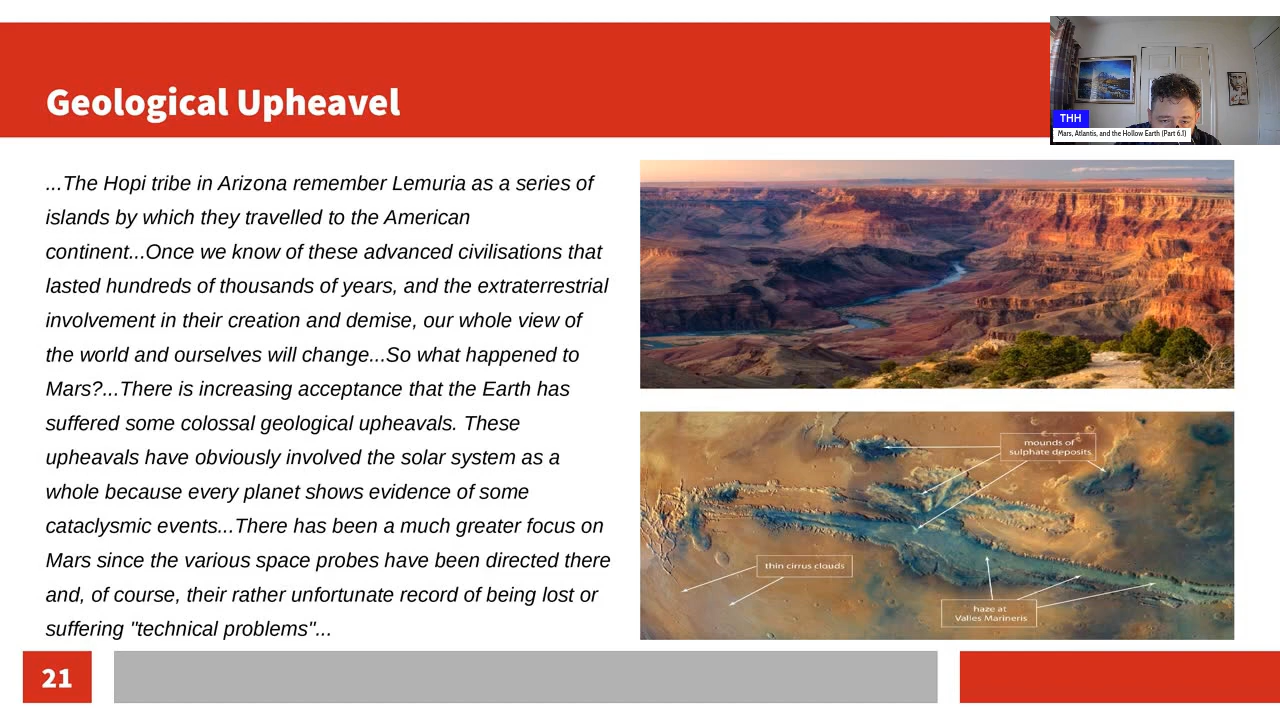 Geological Upheavel
THH
Mars, Atlantis, and the Hollow Earth (Part 6.1)
...The Hopi tribe in Arizona remember Lemuria as a series of
islands by which they travelled to the American
continent...Once we know of these advanced civilisations that
lasted hundreds of thousands of years, and the extraterrestrial
involvement in their creation and demise, our whole view of
the world and ourselves will change...So what happened to
Mars?...There is increasing acceptance that the Earth has
suffered some colossal geological upheavals. These
upheavals have obviously involved the solar system as a
whole because every planet shows evidence of some
cataclysmic events...There has been a much greater focus on
Mars since the various space probes have been directed there
and, of course, their rather unfortunate record of being lost or
suffering "technical problems"...
mounds of
sulphate deposits
thin cirrus clouds
haze at
Valles Marineris
21